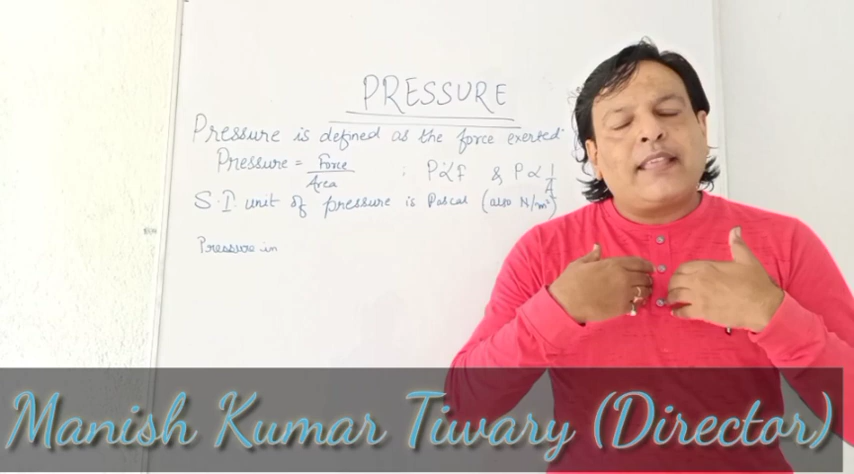 PRESSURE
Pressure is defined as the force exerted
Pressure = Force / Area : P ∝ F & P ∝ 1/A
S.I. unit of pressure is Pascal (also N/m²)
Pressure in
Manish Kumar Tiwary (Director)